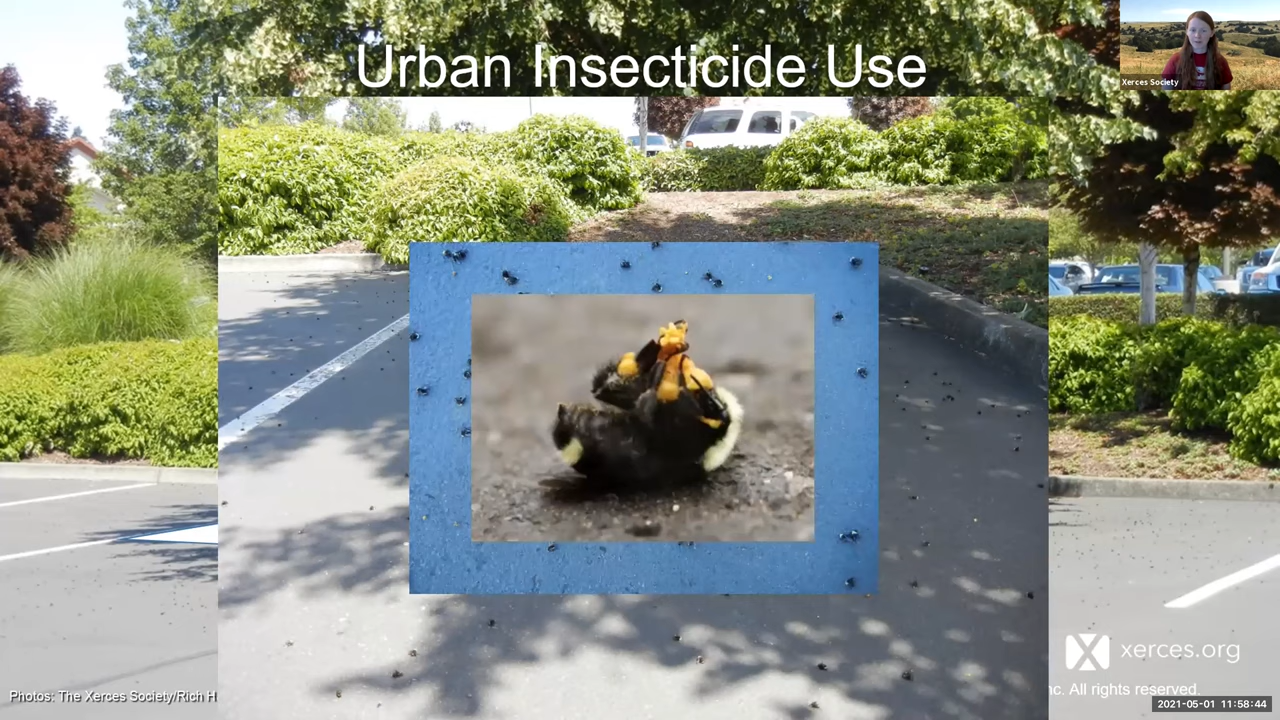 Urban Insecticide Use
Xerces Society
xerces.org
Photos: The Xerces Society/Rich H
nc. All rights reserved.
2021-05-01 11:58:44